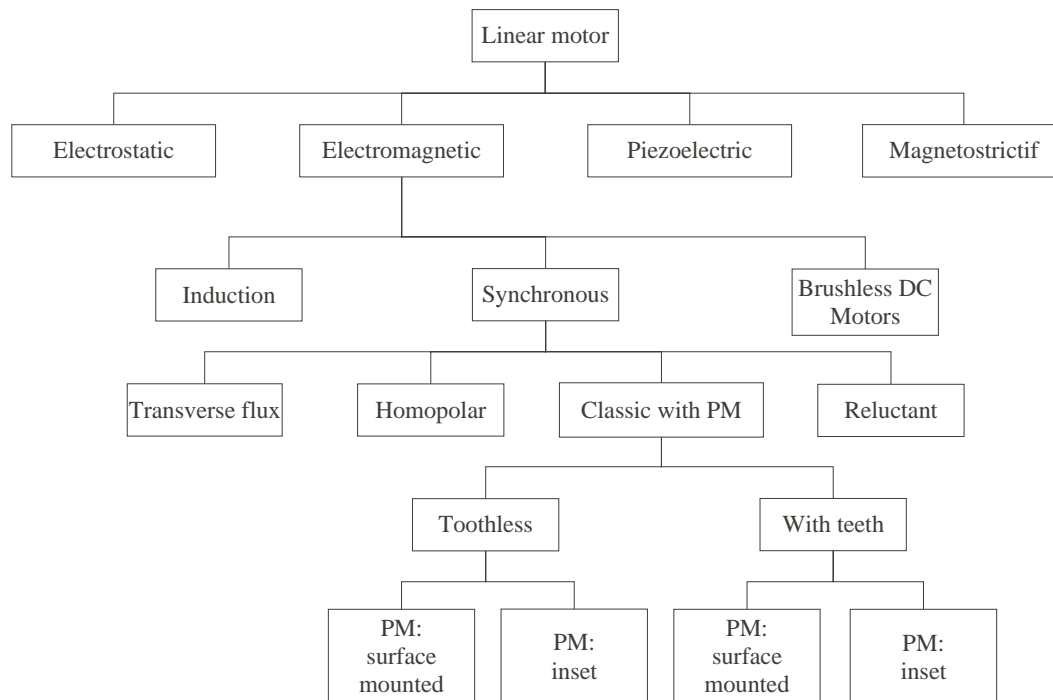 Linear motor
Electrostatic
Electromagnetic
Piezoelectric
Magnetostrictif
Induction
Synchronous
Brushless DC
Motors
Transverse flux
Homopolar
Classic with PM
Reluctant
Toothless
With teeth
PM:
surface
mounted
PM:
inset
PM:
surface
mounted
PM:
inset